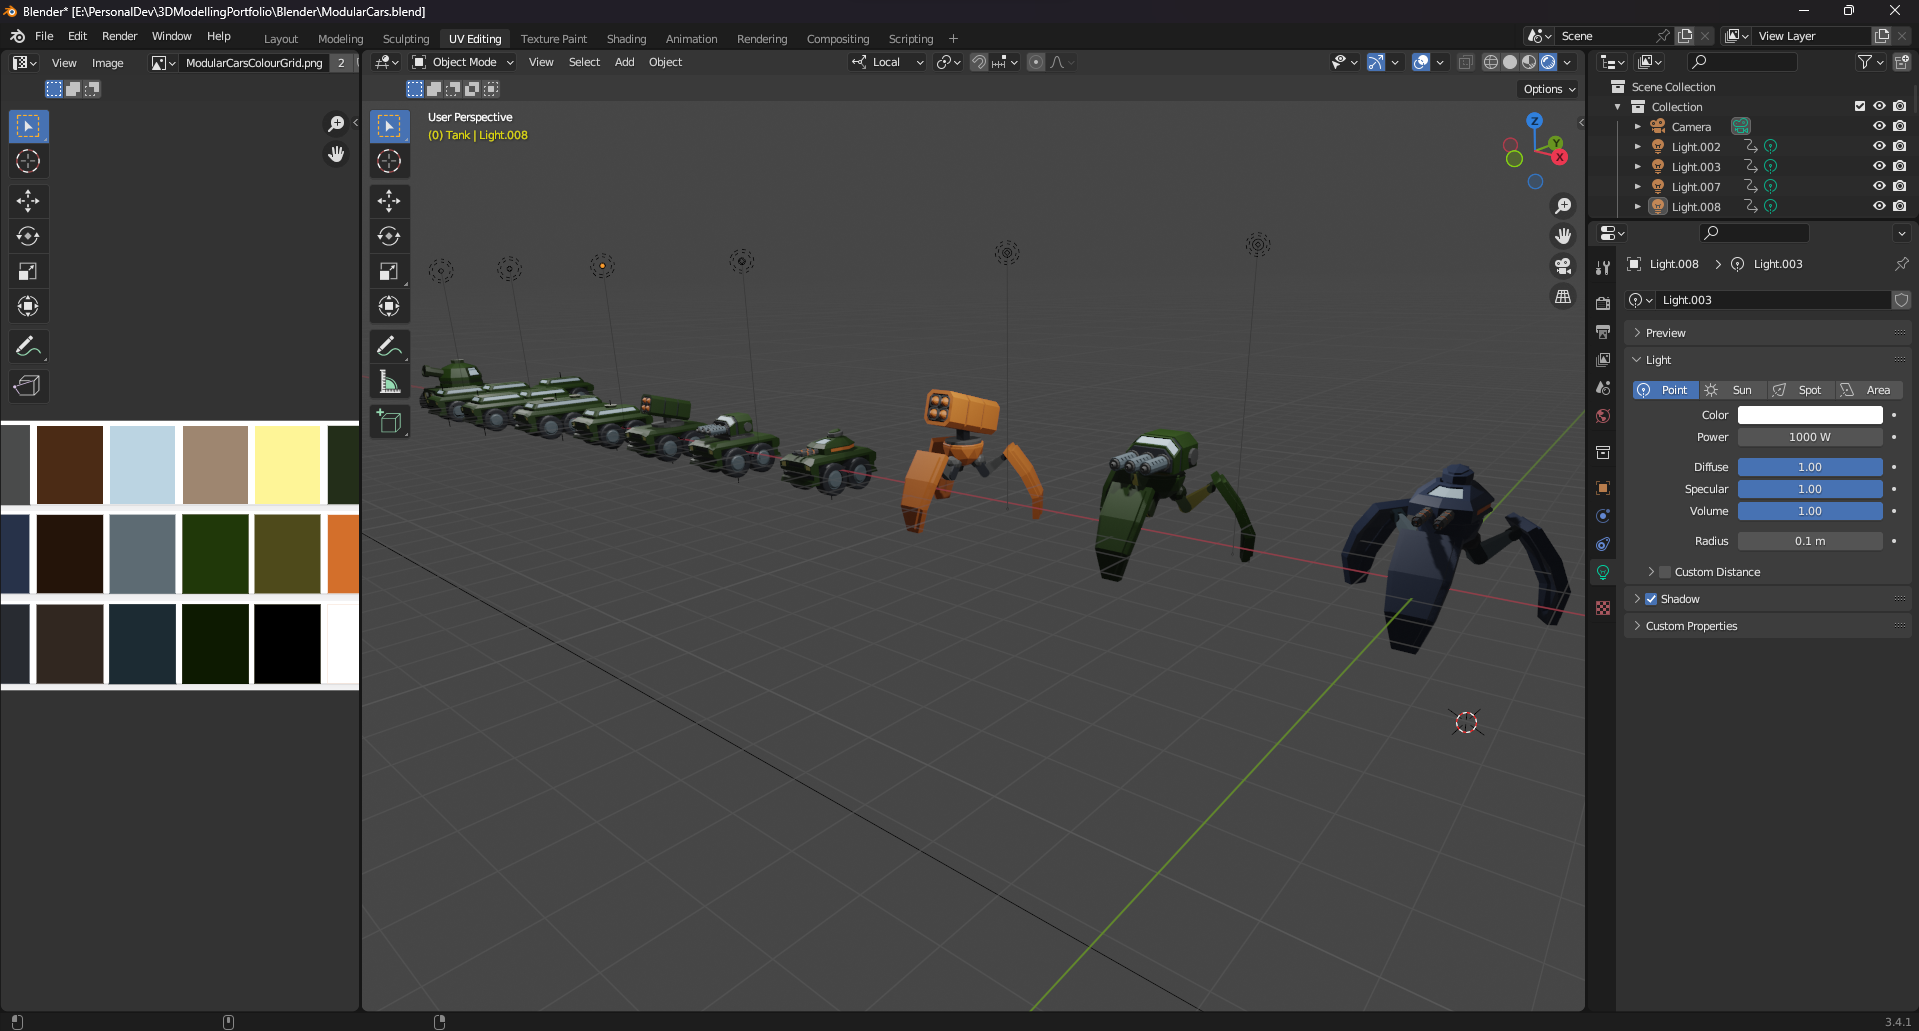 Blender* [E:\PersonalDev\3DModellingPortfolio\Blender\ModularCars.blend]
File Edit Render Window Help Layout Modeling Sculpting UV Editing Texture Paint Shading Animation Rendering Compositing Scripting + Scene View Layer
View Image ModularCarsColourGrid.png 2 Object Mode View Select Add Object Local
Options
User Perspective
(0) Tank | Light.008
Z
Y
X
Scene Collection
Collection
Camera
Light.002
Light.003
Light.007
Light.008
Light.008 > Light.003
Light.003
Preview
Light
Point Sun Spot Area
Color
Power 1000 W
Diffuse 1.00
Specular 1.00
Volume 1.00
Radius 0.1 m
Custom Distance
Shadow
Custom Properties
3.4.1